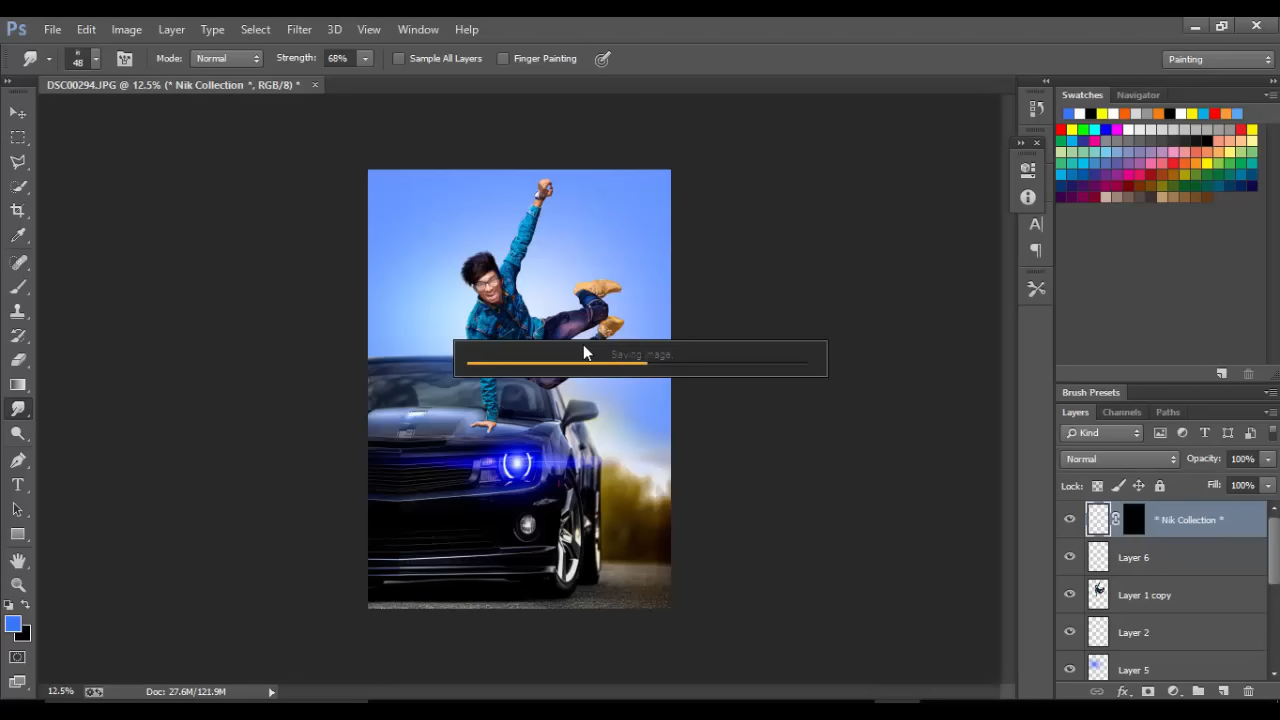 Ps File Edit Image Layer Type Select Filter 3D View Window Help
48 Mode: Normal Strength: 68% Sample All Layers Finger Painting Painting
DSC00294.JPG @ 12.5% (* Nik Collection *, RGB/8) *
Swatches Navigator
Saving image.
Brush Presets
Layers Channels Paths
Kind
Normal Opacity: 100%
Lock: Fill: 100%
* Nik Collection *
Layer 6
Layer 1 copy
Layer 2
Layer 5
12.5% Doc: 27.6M/121.9M